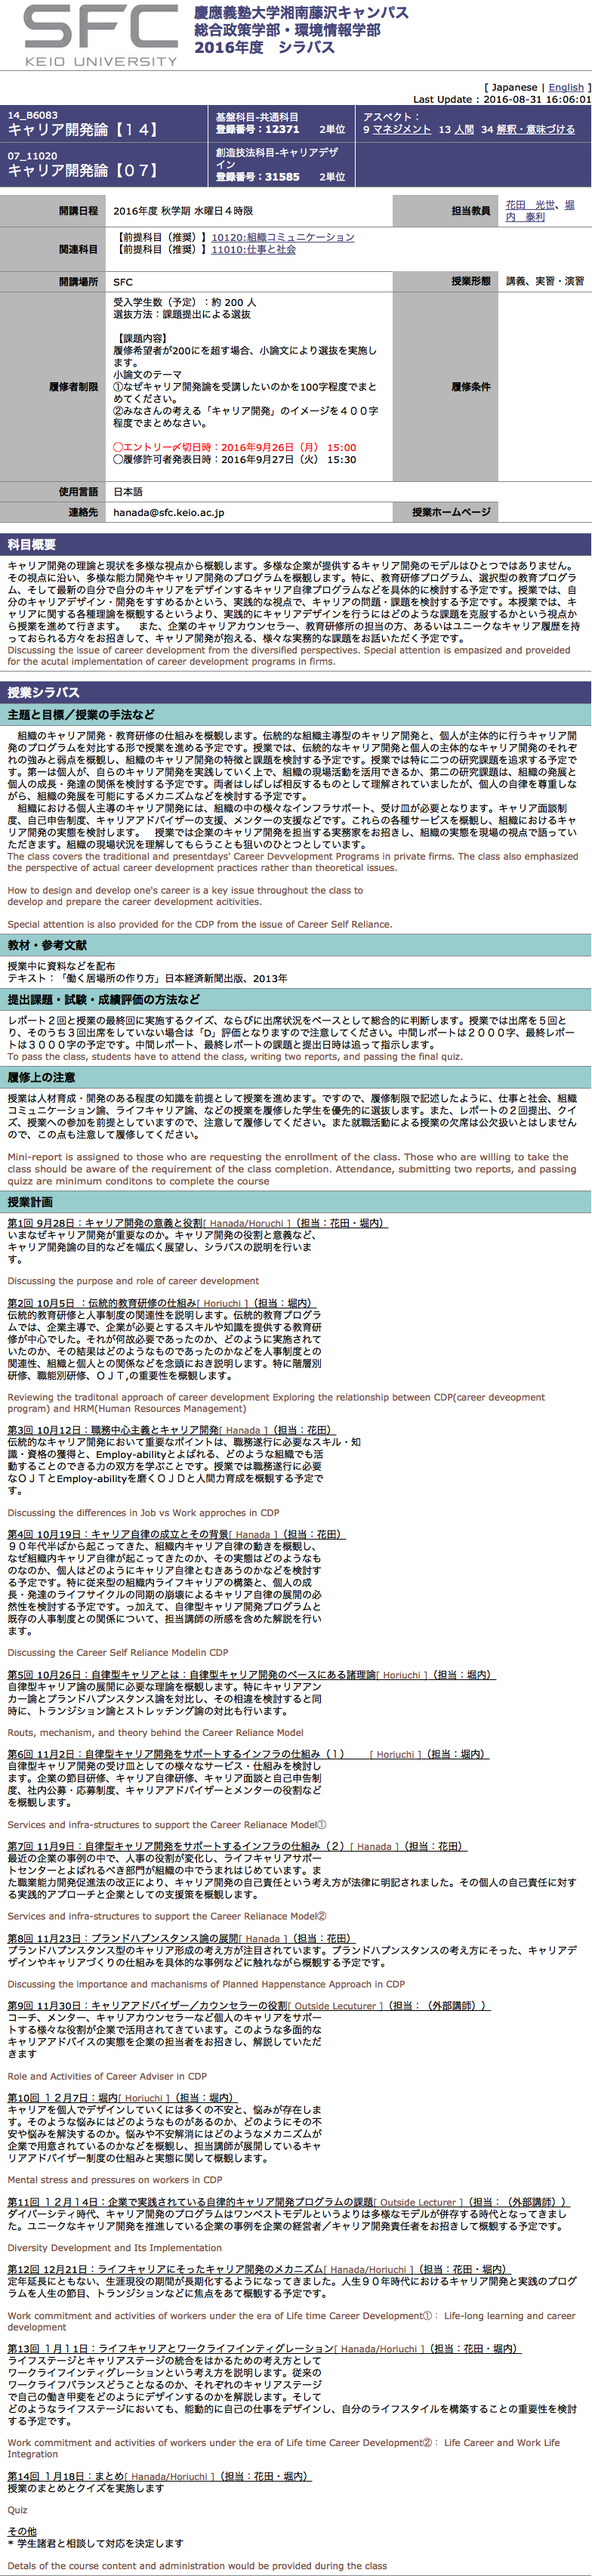 SFC
KEIO UNIVERSITY
慶應義塾大学湘南藤沢キャンパス
総合政策学部・環境情報学部
2016年度 シラバス
[ Japanese | English ]
Last Update : 2016-08-31 16:06:01
14_B6083
キャリア開発論【１４】
基盤科目-共通科目
登録番号：12371 2単位
アスペクト：
9 マネジメント 13 人間 34 解釈・意味づける
07_11020
キャリア開発論【０７】
創造技法科目-キャリアデザ
イン
登録番号：31585 2単位
開講日程
2016年度 秋学期 水曜日４時限
担当教員
花田 光世、堀
内 泰利
関連科目
【前提科目（推奨）】10120:組織コミュニケーション
【前提科目（推奨）】11010:仕事と社会
開講場所
SFC
授業形態
講義、実習・演習
履修者制限
受入学生数（予定）：約 200 人
選抜方法：課題提出による選抜
【課題内容】
履修希望者が200にを超す場合、小論文により選抜を実施し
ます。
小論文のテーマ
①なぜキャリア開発論を受講したいのかを100字程度でまと
めてください。
②みなさんの考える「キャリア開発」のイメージを４００字
程度でまとめなさい。
◯エントリー〆切日時：2016年9月26日（月） 15:00
◯履修許可者発表日時：2016年9月27日（火） 15:30
履修条件
使用言語
日本語
連絡先
hanada@sfc.keio.ac.jp
授業ホームページ
科目概要
キャリア開発の理論と現状を多様な視点から概観します。多様な企業が提供するキャリア開発のモデルはひとつではありません。
その視点に沿い、多様な能力開発やキャリア開発のプログラムを概観します。特に、教育研修プログラム、選択型の教育プログラ
ム、そして最新の自分で自分のキャリアをデザインするキャリア自律プログラムなどを具体的に検討する予定です。授業では、自
分のキャリアデザイン・開発をすすめるかという、実践的な視点で、キャリアの問題・課題を検討する予定です。本授業では、キ
ャリアに関する各種理論を概観するというより、実践的にキャリアデザインを行うにはどのような課題を克服するかという視点か
ら授業を進めて行きます。 また、企業のキャリアカウンセラー、教育研修所の担当の方、あるいはユニークなキャリア履歴を持
っておられる方々をお招きして、キャリア開発が抱える、様々な実務的な課題をお話いただく予定です。
Discussing the issue of career development from the diversified perspectives. Special attention is empasized and proveided
for the acutal implementation of career development programs in firms.
授業シラバス
主題と目標／授業の手法など
組織のキャリア開発・教育研修の仕組みを概観します。伝統的な組織主導型のキャリア開発と、個人が主体的に行うキャリア開
発のプログラムを対比する形で授業を進める予定です。授業では、伝統的なキャリア開発と個人の主体的なキャリア開発のそれぞ
れの強みと弱点を概観し、組織のキャリア開発の特徴と課題を検討する予定です。授業では特に二つの研究課題を追求する予定で
す。第一は個人が、自らのキャリア開発を実践していく上で、組織の現場活動を活用できるか、第二の研究課題は、組織の発展と
個人の成長・発達の関係を検討する予定です。両者はしばしば相反するものとして理解されていましたが、個人の自律を尊重しな
がら、組織の発展を可能にするメカニズムなどを検討する予定です。
組織における個人主導のキャリア開発には、組織の中の様々なインフラサポート、受け皿が必要となります。キャリア面談制
度、自己申告制度、キャリアアドバイザーの支援、メンターの支援などです。これらの各種サービスを概観し、組織におけるキャ
リア開発の実態を検討します。 授業では企業のキャリア開発を担当する実務家をお招きし、組織の実態を現場の視点で語ってい
ただきます。組織の現場状況を理解してもらうことも狙いのひとつとしています。
The class covers the traditional and presentdays' Career Devvelopment Programs in private firms. The class also emphasized
the perspective of actual career development practices rather than theoretical issues.
How to design and develop one's career is a key issue throughout the class to
develop and prepare the career development acitivities.
Special attention is also provided for the CDP from the issue of Career Self Reliance.
教材・参考文献
授業中に資料などを配布
テキスト：「働く居場所の作り方」日本経済新聞出版、2013年
提出課題・試験・成績評価の方法など
レポート２回と授業の最終回に実施するクイズ、ならびに出席状況をベースとして総合的に判断します。授業では出席を５回と
り、そのうち３回出席をしていない場合は「D」評価となりますので注意してください。中間レポートは２０００字、最終レポー
トは３０００字の予定です。中間レポート、最終レポートの課題と提出日時は追って指示します。
To pass the class, students have to attend the class, writing two reports, and passing the final quiz.
履修上の注意
授業は人材育成・開発のある程度の知識を前提として授業を進めます。ですので、履修制限で記述したように、仕事と社会、組織
コミュニケーション論、ライフキャリア論、などの授業を履修した学生を優先的に選抜します。また、レポートの２回提出、クイ
ズ、授業への参加を前提としていますので、注意して履修してください。また就職活動による授業の欠席は公欠扱いとはしません
ので、この点も注意して履修してください。
Mini-report is assigned to those who are requesting the enrollment of the class. Those who are willing to take the
class should be aware of the requirement of the class completion. Attendance, submitting two reports, and passing
quizz are minimum conditons to complete the course
授業計画
第1回 9月28日：キャリア開発の意義と役割[ Hanada/Horuchi ]（担当：花田・堀内）
いまなぜキャリア開発が重要なのか。キャリア開発の役割と意義など、
キャリア開発論の目的などを幅広く展望し、シラバスの説明を行いま
す。
Discussing the purpose and role of career development
第2回 10月5日 ：伝統的教育研修の仕組み[ Horiuchi ]（担当：堀内）
伝統的教育研修と人事制度の関連性を説明します。伝統的教育プログラ
ムでは、企業主導で、企業が必要とするスキルや知識を提供する教育研
修が中心でした。それが何故必要であったのか、どのように実施されて
いたのか、その結果はどのようなものであったのかなどを人事制度との
関連性、組織と個人との関係などを念頭におき説明します。特に階層別
研修、職能別研修、ＯＪＴ,の重要性を概観します。
Reviewing the traditonal approach of career development Exploring the relationship between CDP(career deveopment
program) and HRM(Human Resources Management)
第3回 10月12日：職務中心主義とキャリア開発[ Hanada ]（担当：花田）
伝統的なキャリア開発において重要なポイントは、職務遂行に必要なスキル・知
識・資格の獲得と、Employ-abilityとよばれる、どのような組織でも活
動することのできる力の双方を学ぶことです。授業では職務遂行に必要
なＯＪＴとEmploy-abilityを磨くＯＪＤと人間力育成を概観する予定で
す。
Discussing the differences in Job vs Work approches in CDP
第4回 10月19日：キャリア自律の成立とその背景[ Hanada ]（担当：花田）
９０年代半ばから起こってきた、組織内キャリア自律の動きを概観し、
なぜ組織内キャリア自律が起こってきたのか、その実態はどのようなも
のなのか、個人はどのようにキャリア自律とむきあうのかなどを検討す
る予定です。特に従来型の組織内ライフキャリアの構築と、個人の成
長・発達のライフサイクルの同期の崩壊によるキャリア自律の展開の必
然性を検討する予定です。っ加えて、自律型キャリア開発プログラムと
既存の人事制度との関係について、担当講師の所感を含めた解説を行い
ます。
Discussing the Career Self Reliance Modelin CDP
第5回 10月26日：自律型キャリアとは：自律型キャリア開発のベースにある諸理論[ Horiuchi ]（担当：堀内）
自律型キャリア論の展開に必要な理論を概観します。特にキャリアアン
カー論とプランドハプンスタンス論を対比し、その相違を検討すると同
時に、トランジション論とストレッチング論の対比も行います。
Routs, mechanism, and theory behind the Career Reliance Model
第6回 11月2日：自律型キャリア開発をサポートするインフラの仕組み（１） [ Horiuchi ]（担当：堀内）
自律型キャリア開発の受け皿としての様々なサービス・仕組みを検討し
ます。企業の節目研修、キャリア自律研修、キャリア面談と自己申告制
度、社内公募・応募制度、キャリアアドバイザーとメンターの役割など
を概観します。
Services and infra-structures to support the Career Relianace Model①
第7回 11月9日：自律型キャリア開発をサポートするインフラの仕組み（２）[ Hanada ]（担当：花田）
最近の企業の事例の中で、人事の役割が変化し、ライフキャリアサポー
トセンターとよばれるべき部門が組織の中でうまれはじめています。ま
た職業能力開発促進法の改正により、キャリア開発の自己責任という考え方が法律に明記されました。その個人の自己責任に対す
る実践的アプローチと企業としての支援策を概観します。
Services and infra-structures to support the Career Relianace Model②
第8回 11月23日：プランドハプンスタンス論の展開[ Hanada ]（担当：花田）
プランドハプンスタンス型のキャリア形成の考え方が注目されています。プランドハプンスタンスの考え方にそった、キャリアデ
ザインやキャリアづくりの仕組みを具体的な事例などに触れながら概観する予定です。
Discussing the importance and machanisms of Planned Happenstance Approach in CDP
第9回 11月30日：キャリアアドバイザー／カウンセラーの役割[ Outside Lecuturer ]（担当：（外部講師））
コーチ、メンター、キャリアカウンセラーなど個人のキャリアをサポー
トする様々な役割が企業で活用されてきています。このような多面的な
キャリアアドバイスの実態を企業の担当者をお招きし、解説していただ
きます
Role and Activities of Career Adviser in CDP
第10回 １２月7日：堀内[ Horiuchi ]（担当：堀内）
キャリアを個人でデザインしていくには多くの不安と、悩みが存在しま
す。そのような悩みにはどのようなものがあるのか、どのようにその不
安や悩みを解決するのか。悩みや不安解消にはどのようなメカニズムが
企業で用意されているのかなどを概観し、担当講師が展開しているキャ
リアアドバイザー制度の仕組みと実態に関して概観します。
Mental stress and pressures on workers in CDP
第11回 １２月１4日：企業で実践されている自律的キャリア開発プログラムの課題[ Outside Lecturer ]（担当：（外部講師））
ダイバーシティ時代、キャリア開発のプログラムはワンベストモデルというよりは多様なモデルが併存する時代となってきまし
た。ユニークなキャリア開発を推進している企業の事例を企業の経営者／キャリア開発責任者をお招きして概観する予定です。
Diversity Development and Its Implementation
第12回 12月21日：ライフキャリアにそったキャリア開発のメカニズム[ Hanada/Horiuchi ]（担当：花田・堀内）
定年延長にともない、生涯現役の期間が長期化するようになってきました。人生９０年時代におけるキャリア開発と実践のプログ
ラムを人生の節目、トランジションなどに焦点をあて概観する予定です。
Work commitment and activities of workers under the era of Life time Career Development①： Life-long learning and career
development
第13回 １月１１日：ライフキャリアとワークライフインティグレーション[ Hanada/Horiuchi ]（担当：花田・堀内）
ライフステージとキャリアステージの統合をはかるための考え方として
ワークライフインティグレーションという考え方を説明します。従来の
ワークライフバランスどうことなるのか、それぞれのキャリアステージ
で自己の働き甲斐をどのようにデザインするのかを解説します。そして
どのようなライフステージにおいても、能動的に自己の仕事をデザインし、自分のライフスタイルを構築することの重要性を検討
する予定です。
Work commitment and activities of workers under the era of Life time Career Development②： Life Career and Work Life
Integration
第14回 １月18日：まとめ[ Hanada/Horiuchi ]（担当：花田・堀内）
授業のまとめとクイズを実施します
Quiz
その他
* 学生諸君と相談して対応を決定します
Detals of the course content and administration would be provided during the class